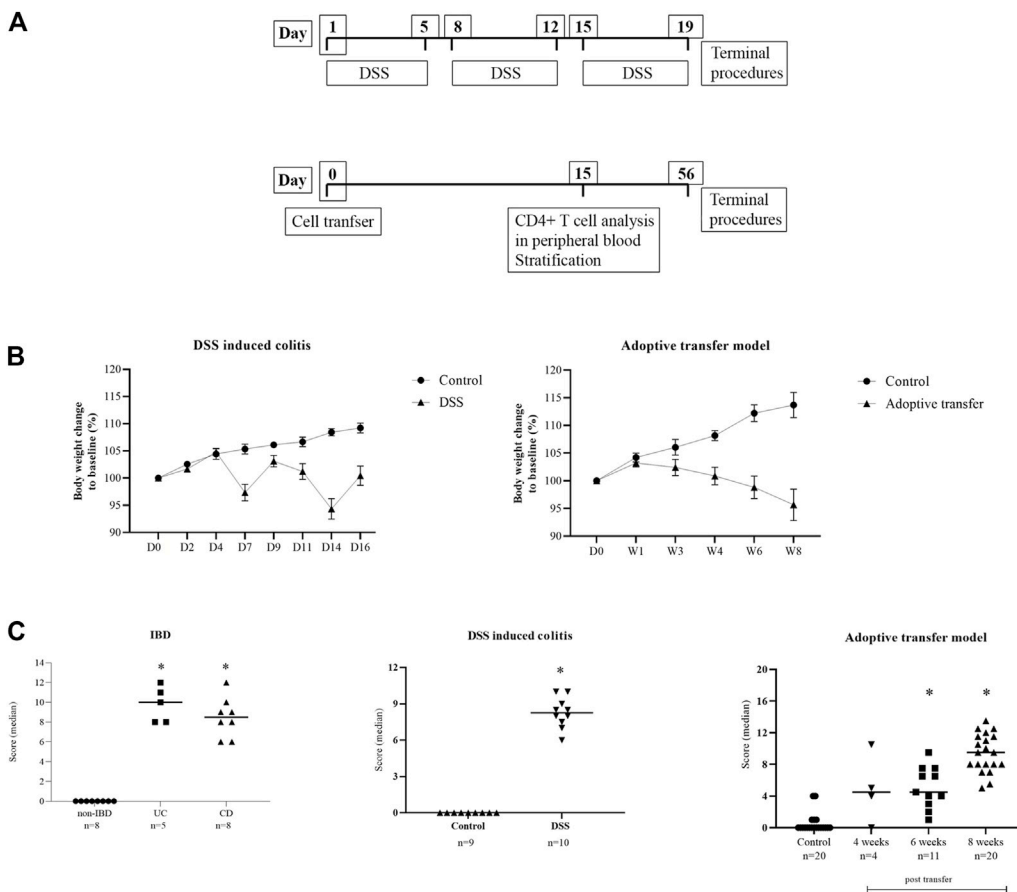 A
Day
1
5
8
12
15
19
DSS
DSS
DSS
Terminal
procedures
Day
0
15
56
Cell tranfser
CD4+ T cell analysis
in peripheral blood
Stratification
Terminal
procedures
B
DSS induced colitis
Body weight change
to baseline (%)
120
115
110
105
100
95
90
D0 D2 D4 D7 D9 D11 D14 D16
Control
DSS
Adoptive transfer model
Body weight change
to baseline (%)
120
115
110
105
100
95
90
D0 W1 W3 W4 W6 W8
Control
Adoptive transfer
C
IBD
Score (median)
14
12
10
8
6
4
2
0
* *
non-IBD UC CD
n=8 n=5 n=8
DSS induced colitis
Score (median)
12
9
6
3
0
*
Control DSS
n=9 n=10
Adoptive transfer model
Score (median)
20
16
12
8
4
0
* *
Control 4 weeks 6 weeks 8 weeks
n=20 n=4 n=11 n=20
post transfer